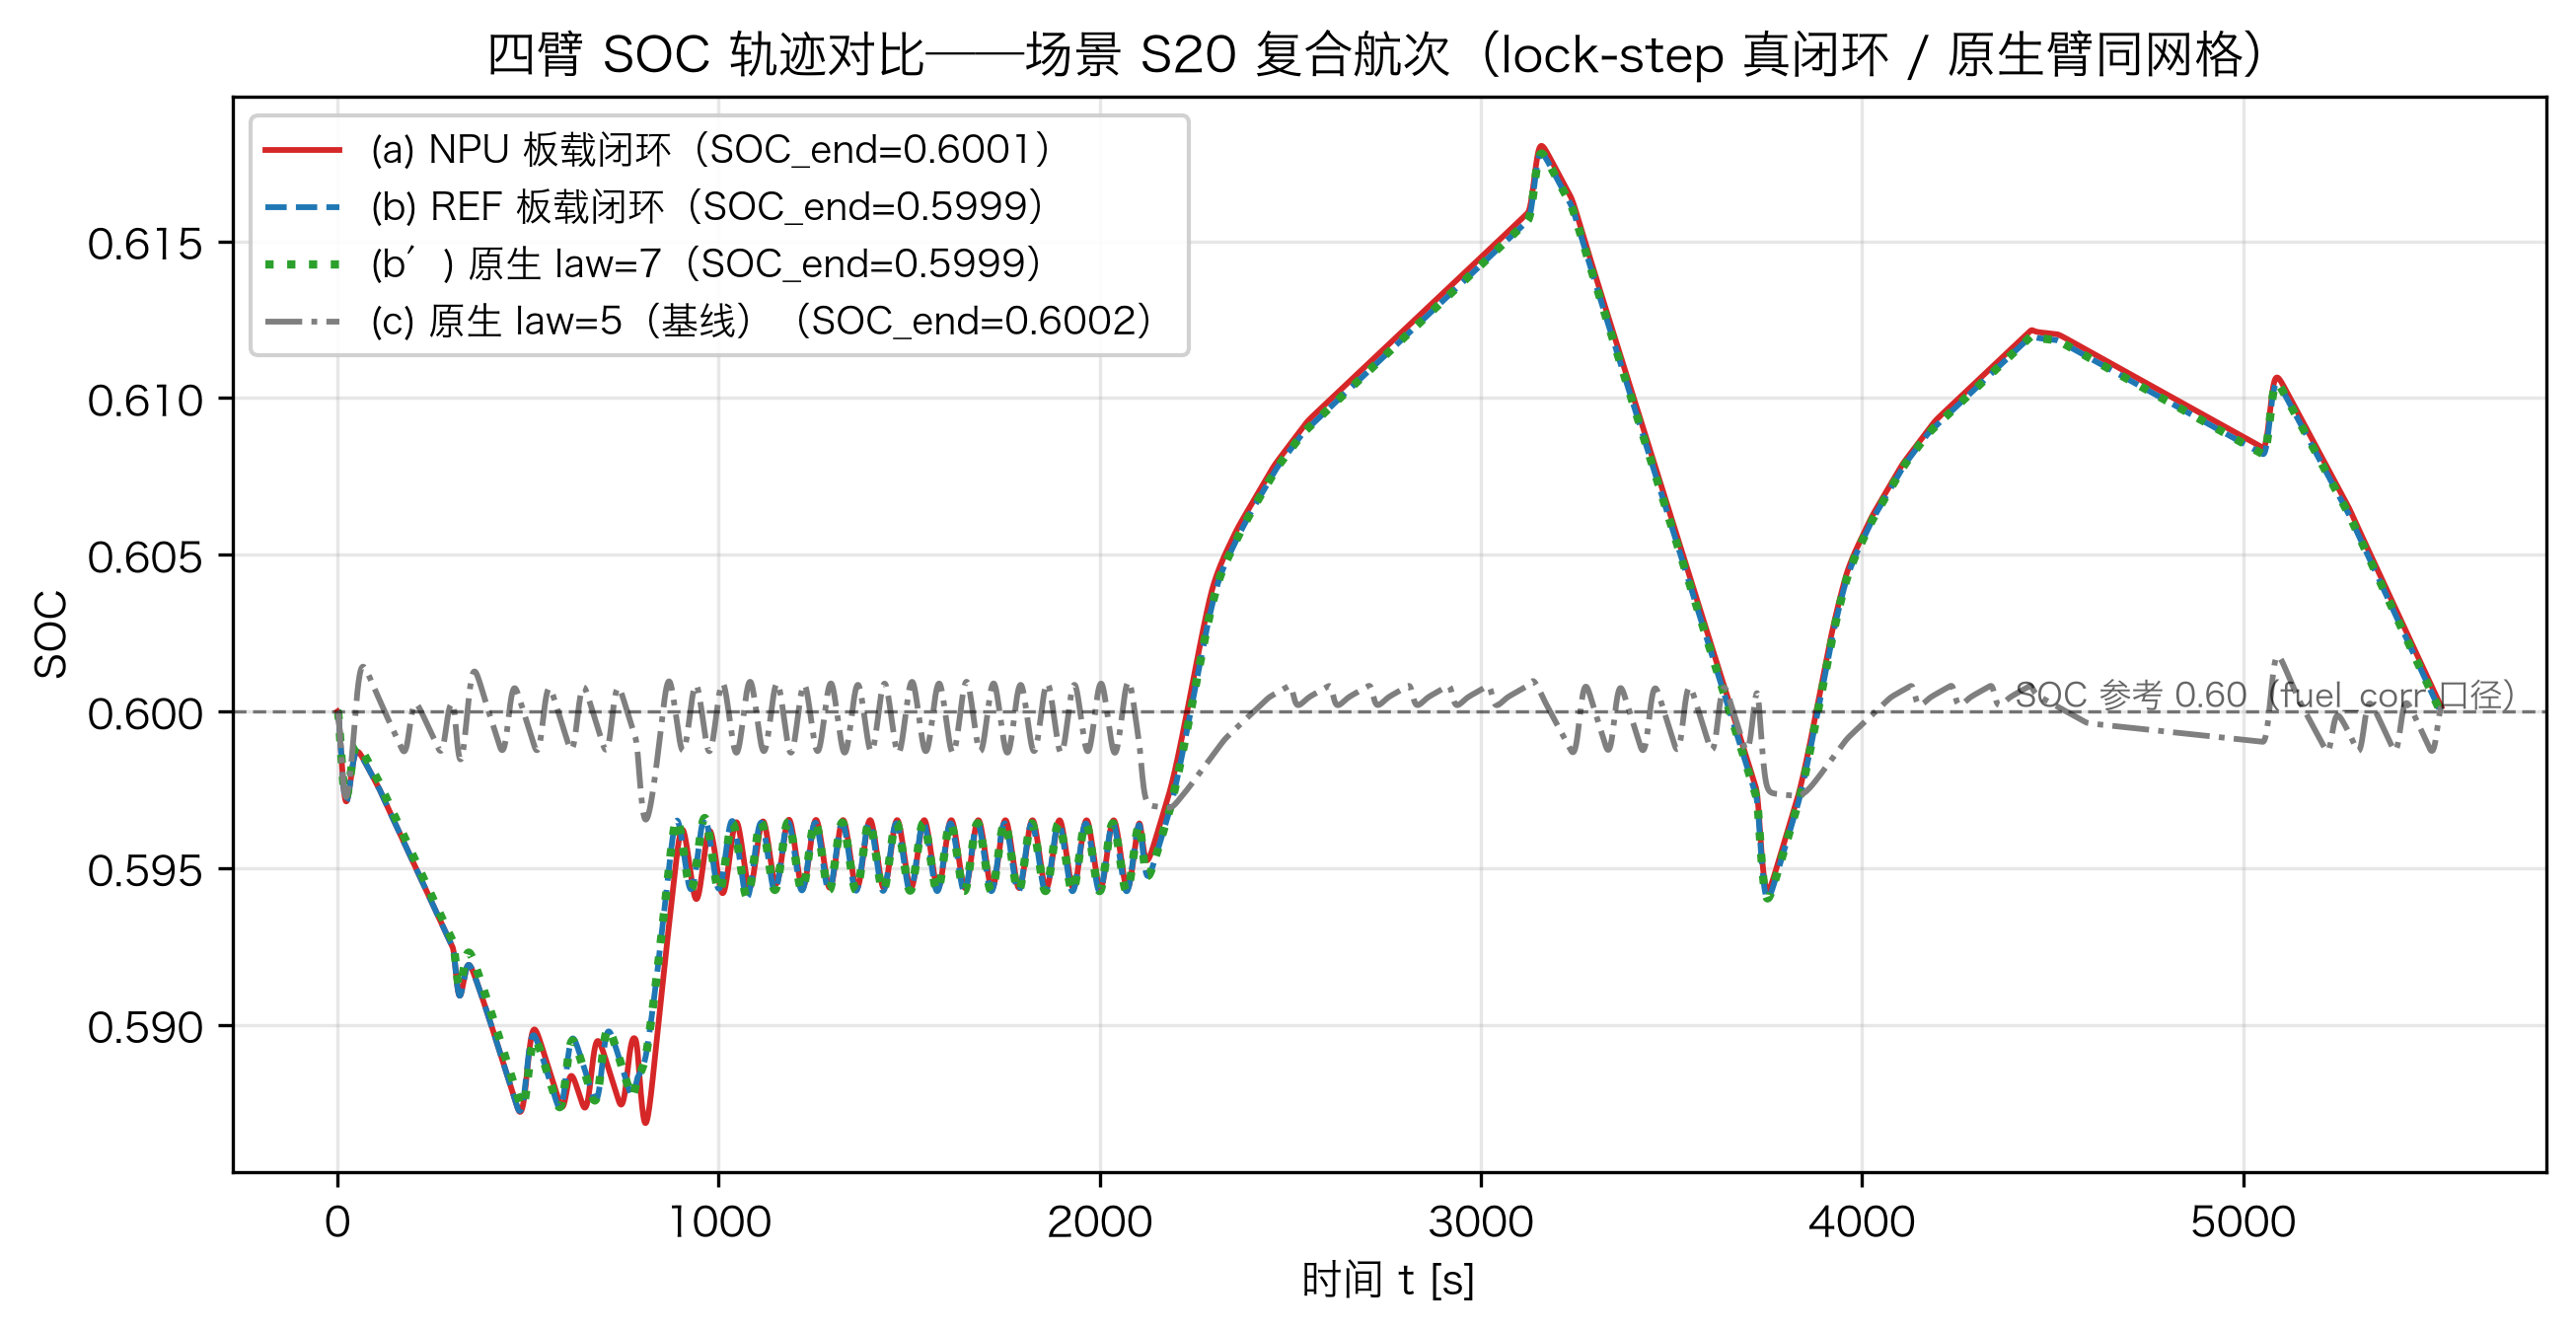 四臂 SOC 轨迹对比——场景 S20 复合航次（lock-step 真闭环 / 原生臂同网格）
(a) NPU 板载闭环（SOC_end=0.6001）
(b) REF 板载闭环（SOC_end=0.5999）
(b′) 原生 law=7（SOC_end=0.5999）
(c) 原生 law=5（基线）（SOC_end=0.6002）
SOC
0.615
0.610
0.605
0.600
0.595
0.590
SOC 参考 0.60（fuel_corr 口径）
0 1000 2000 3000 4000 5000
时间 t [s]